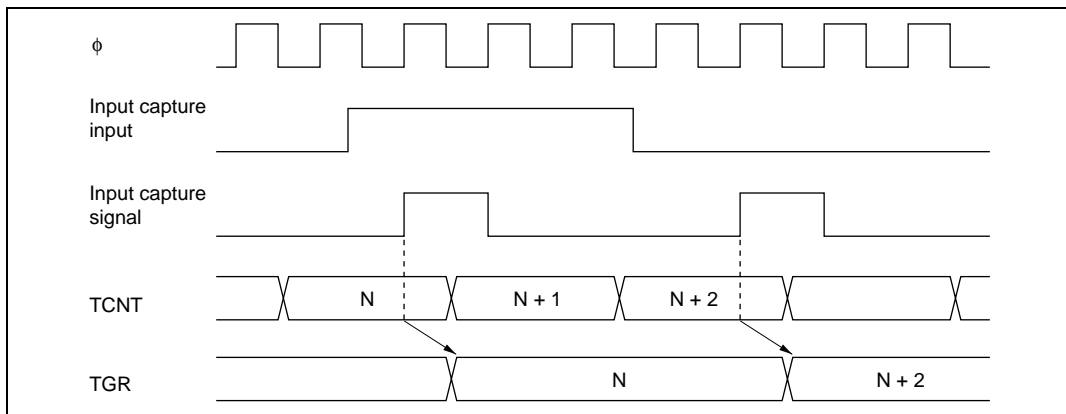 ϕ
Input capture
input
Input capture
signal
TCNT N N + 1 N + 2
TGR N N + 2